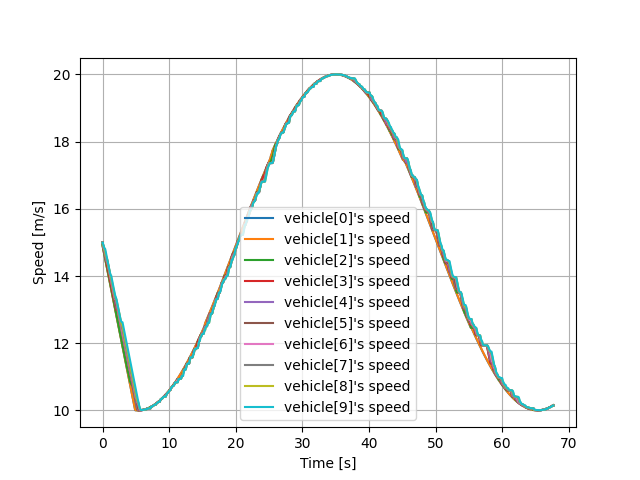 20
18
16
14
12
10
Speed [m/s]
vehicle[0]'s speed
vehicle[1]'s speed
vehicle[2]'s speed
vehicle[3]'s speed
vehicle[4]'s speed
vehicle[5]'s speed
vehicle[6]'s speed
vehicle[7]'s speed
vehicle[8]'s speed
vehicle[9]'s speed
0 10 20 30 40 50 60 70
Time [s]